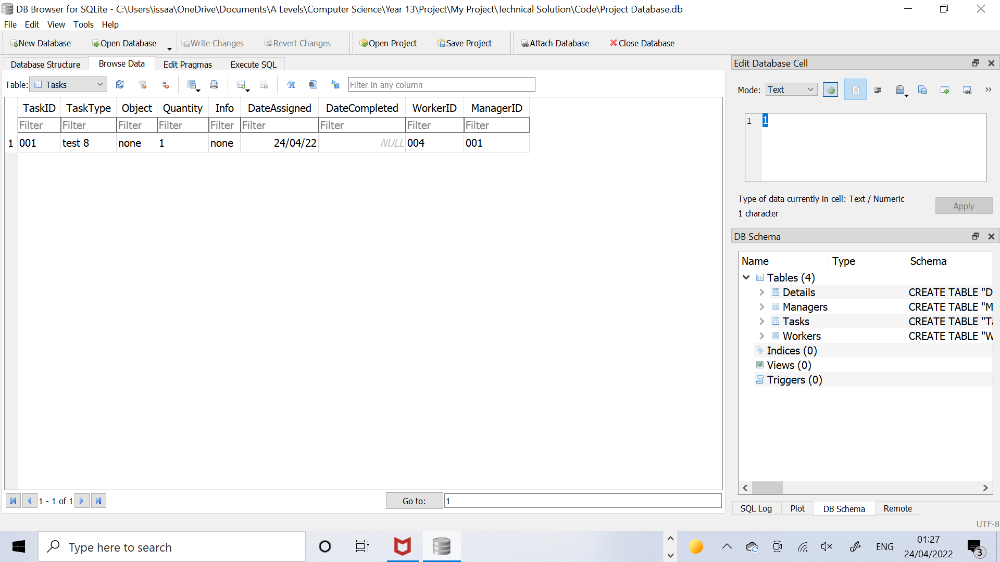 DB Browser for SQLite - C:\Users\issaa\OneDrive\Documents\A Levels\Computer Science\Year 13\Project\My Project\Technical Solution\Code\Project Database.db
File Edit View Tools Help
New Database Open Database Write Changes Revert Changes Open Project Save Project Attach Database Close Database
Database Structure Browse Data Edit Pragmas Execute SQL
Table: Tasks Filter in any column
TaskID TaskType Object Quantity Info DateAssigned DateCompleted WorkerID ManagerID
Filter Filter Filter Filter Filter Filter Filter Filter Filter
1 001 test 8 none 1 none 24/04/22 NULL 004 001
1 - 1 of 1 Go to: 1
Edit Database Cell
Mode: Text
1 1
Type of data currently in cell: Text / Numeric
1 character
Apply
DB Schema
Name Type Schema
Tables (4)
Details CREATE TABLE "D
Managers CREATE TABLE "M
Tasks CREATE TABLE "Ta
Workers CREATE TABLE "W
Indices (0)
Views (0)
Triggers (0)
SQL Log Plot DB Schema Remote
UTF-8
Type here to search
ENG
01:27
24/04/2022
3